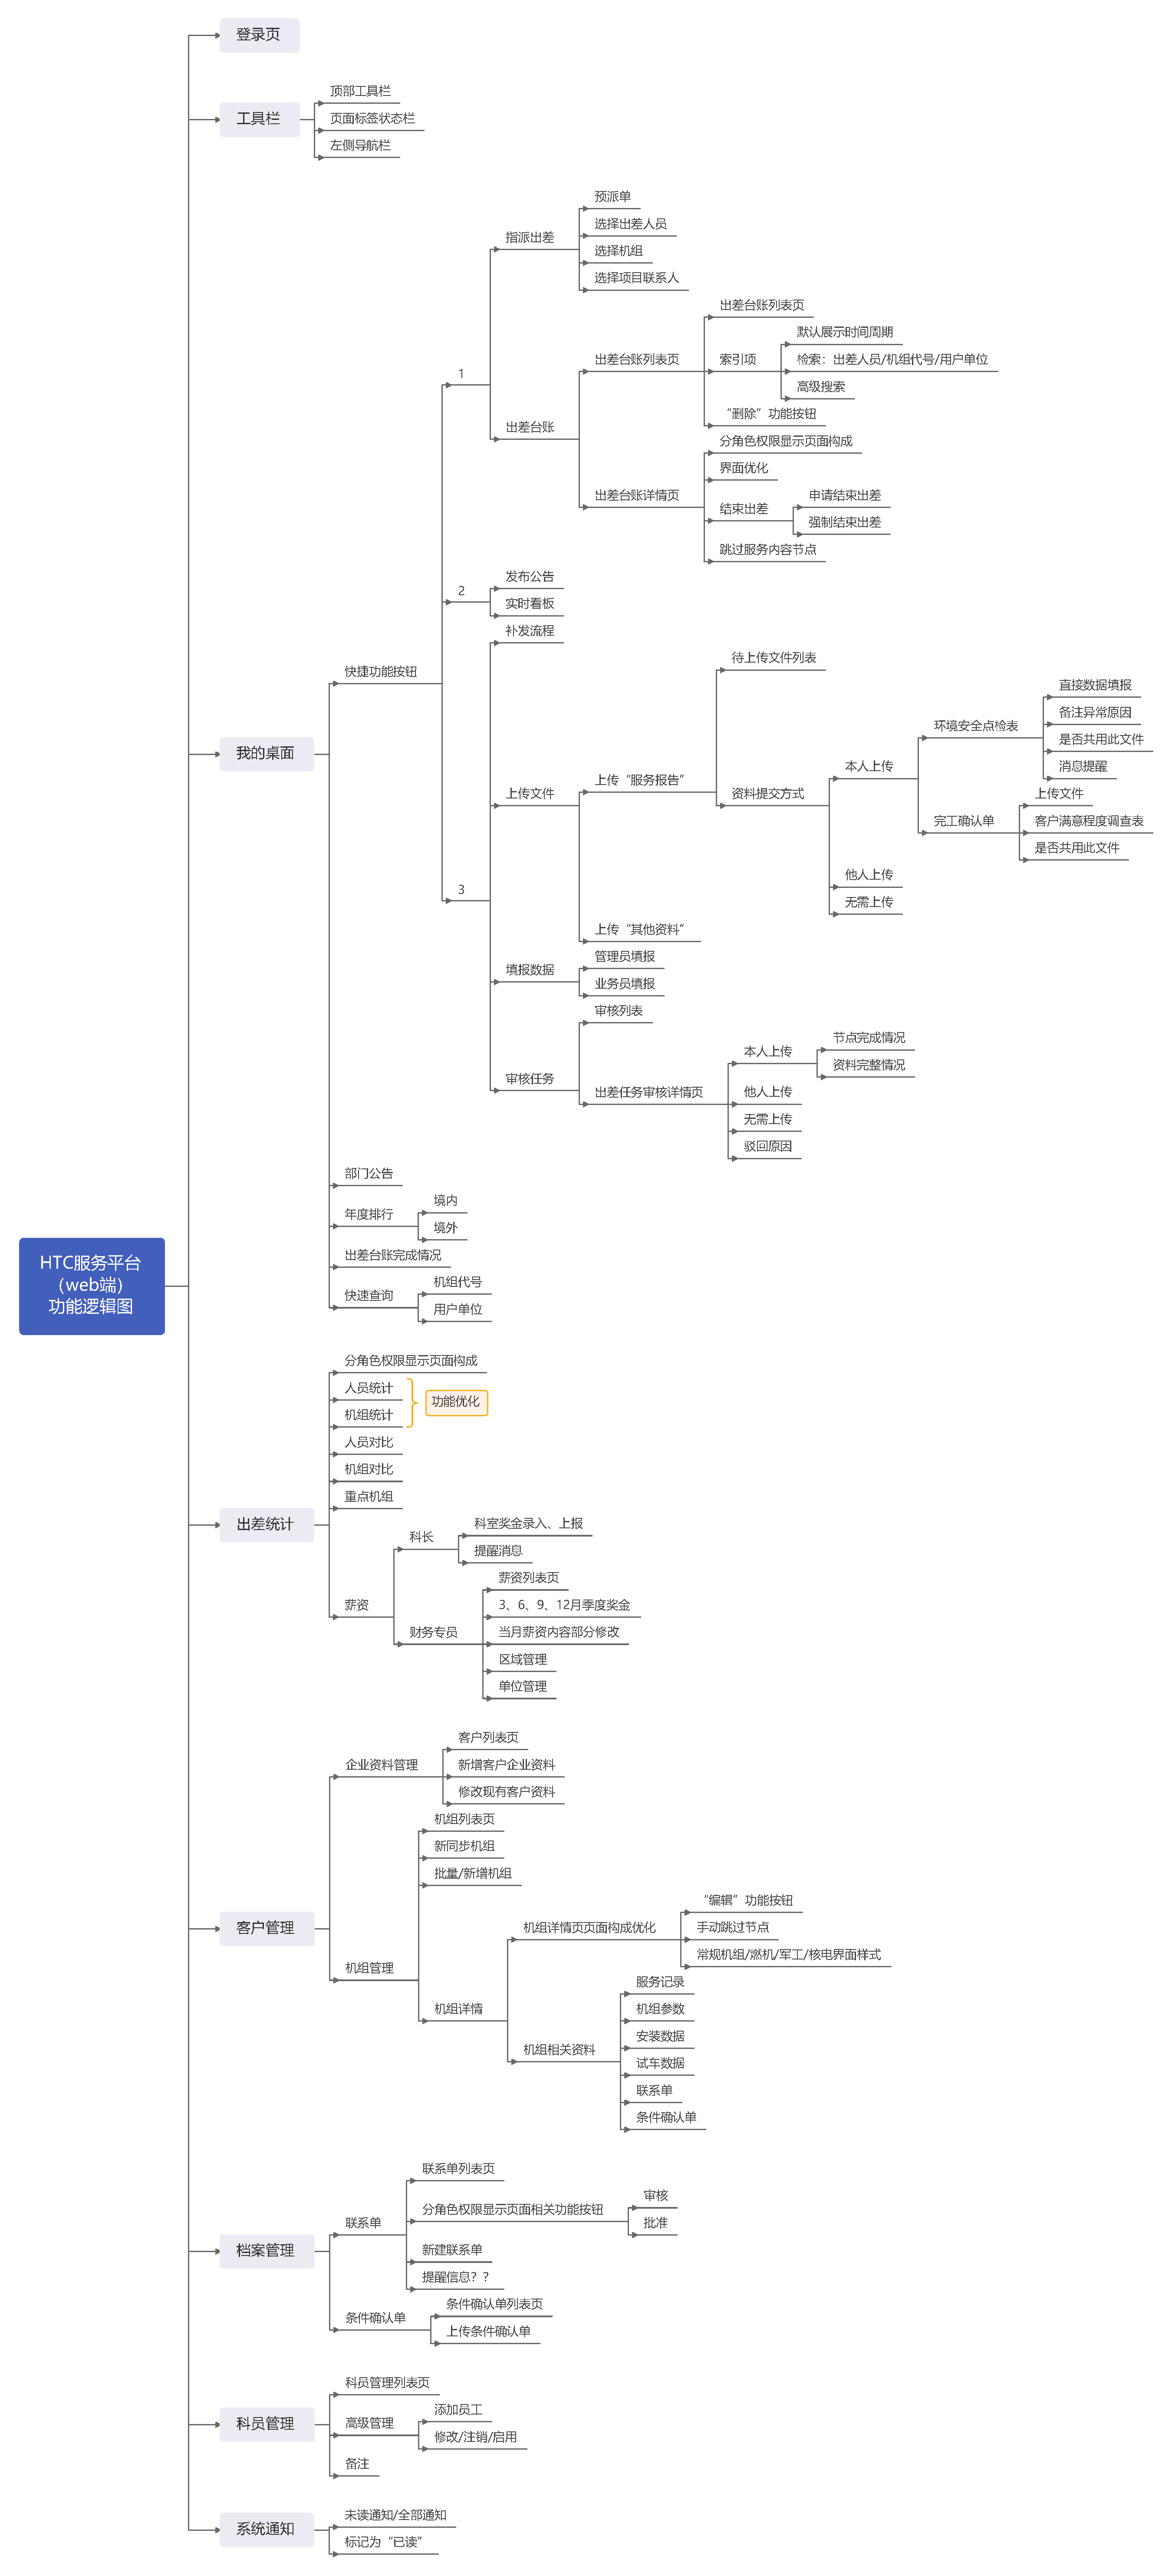 登录页
顶部工具栏
工具栏
页面标签状态栏
左侧导航栏
预派单
选择出差人员
指派出差
选择机组
选择项目联系人
出差台账列表页
默认展示时间周期
出差台账列表页
索引项
检索：出差人员/机组代号/用户单位
1
高级搜索
“删除”功能按钮
出差台账
分角色权限显示页面构成
界面优化
出差台账详情页
申请结束出差
结束出差
强制结束出差
跳过服务内容节点
发布公告
2
实时看板
补发流程
待上传文件列表
快捷功能按钮
直接数据填报
备注异常原因
环境安全点检表
是否共用此文件
我的桌面
本人上传
消息提醒
上传“服务报告”
上传文件
资料提交方式
上传文件
完工确认单
客户满意程度调查表
是否共用此文件
他人上传
3
无需上传
上传“其他资料”
管理员填报
填报数据
业务员填报
审核列表
节点完成情况
本人上传
资料完整情况
审核任务
出差任务审核详情页
他人上传
无需上传
驳回原因
部门公告
境内
年度排行
境外
出差台账完成情况
HTC服务平台
（web端）
功能逻辑图
机组代号
快速查询
用户单位
分角色权限显示页面构成
人员统计
功能优化
机组统计
人员对比
机组对比
重点机组
出差统计
科室奖金录入、上报
科长
提醒消息
薪资列表页
薪资
3、6、9、12月季度奖金
财务专员
当月薪资内容部分修改
区域管理
单位管理
客户列表页
企业资料管理
新增客户企业资料
修改现有客户资料
机组列表页
新同步机组
批量/新增机组
“编辑”功能按钮
客户管理
机组详情页页面构成优化
手动跳过节点
常规机组/燃机/军工/核电界面样式
机组管理
服务记录
机组详情
机组参数
安装数据
机组相关资料
试车数据
联系单
条件确认单
联系单列表页
审核
联系单
分角色权限显示页面相关功能按钮
批准
档案管理
新建联系单
提醒信息？？
条件确认单列表页
条件确认单
上传条件确认单
科员管理列表页
添加员工
科员管理
高级管理
修改/注销/启用
备注
未读通知/全部通知
系统通知
标记为“已读”